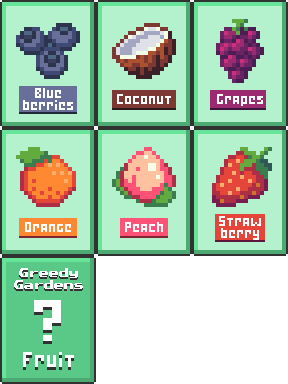 Blue
berries
Coconut
Grapes
Orange
Peach
Straw
berry
Greedy
Gardens
?
Fruit